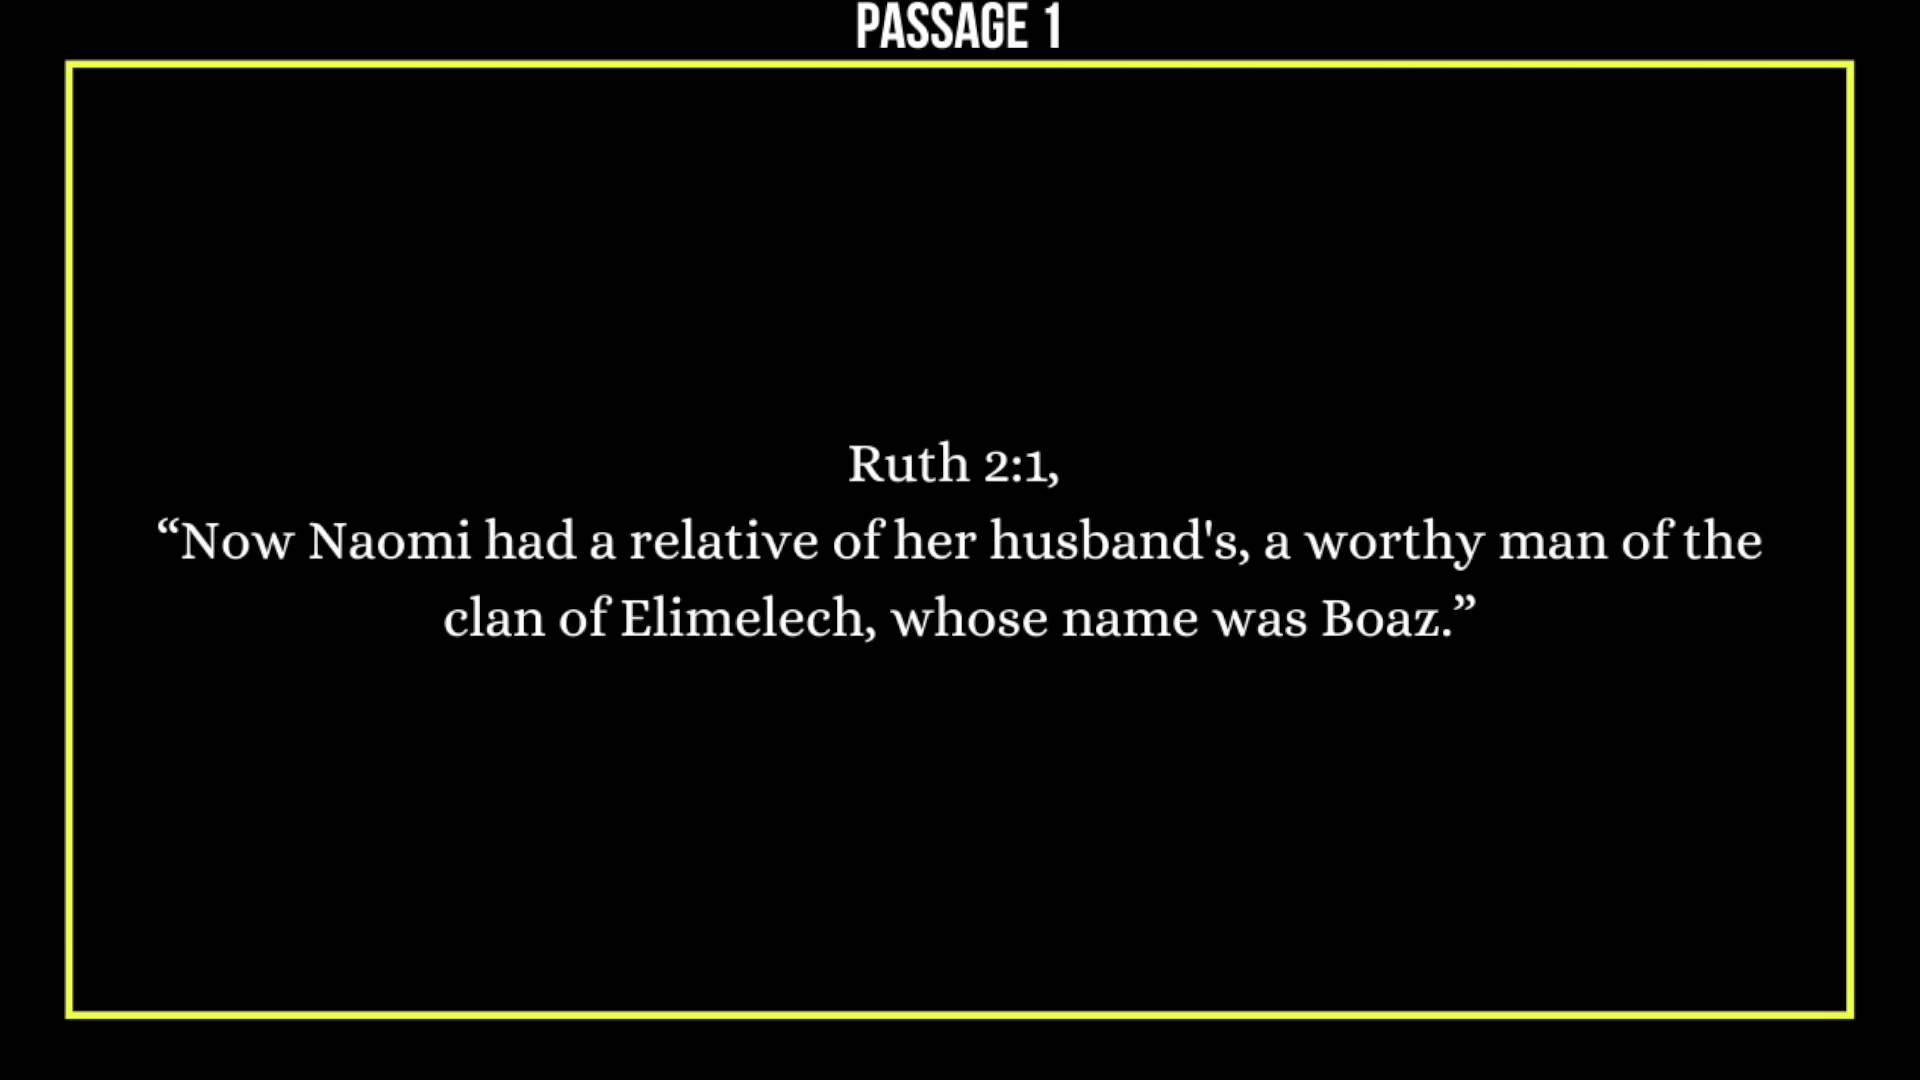 PASSAGE 1
Ruth 2:1,
“Now Naomi had a relative of her husband's, a worthy man of the
clan of Elimelech, whose name was Boaz.”